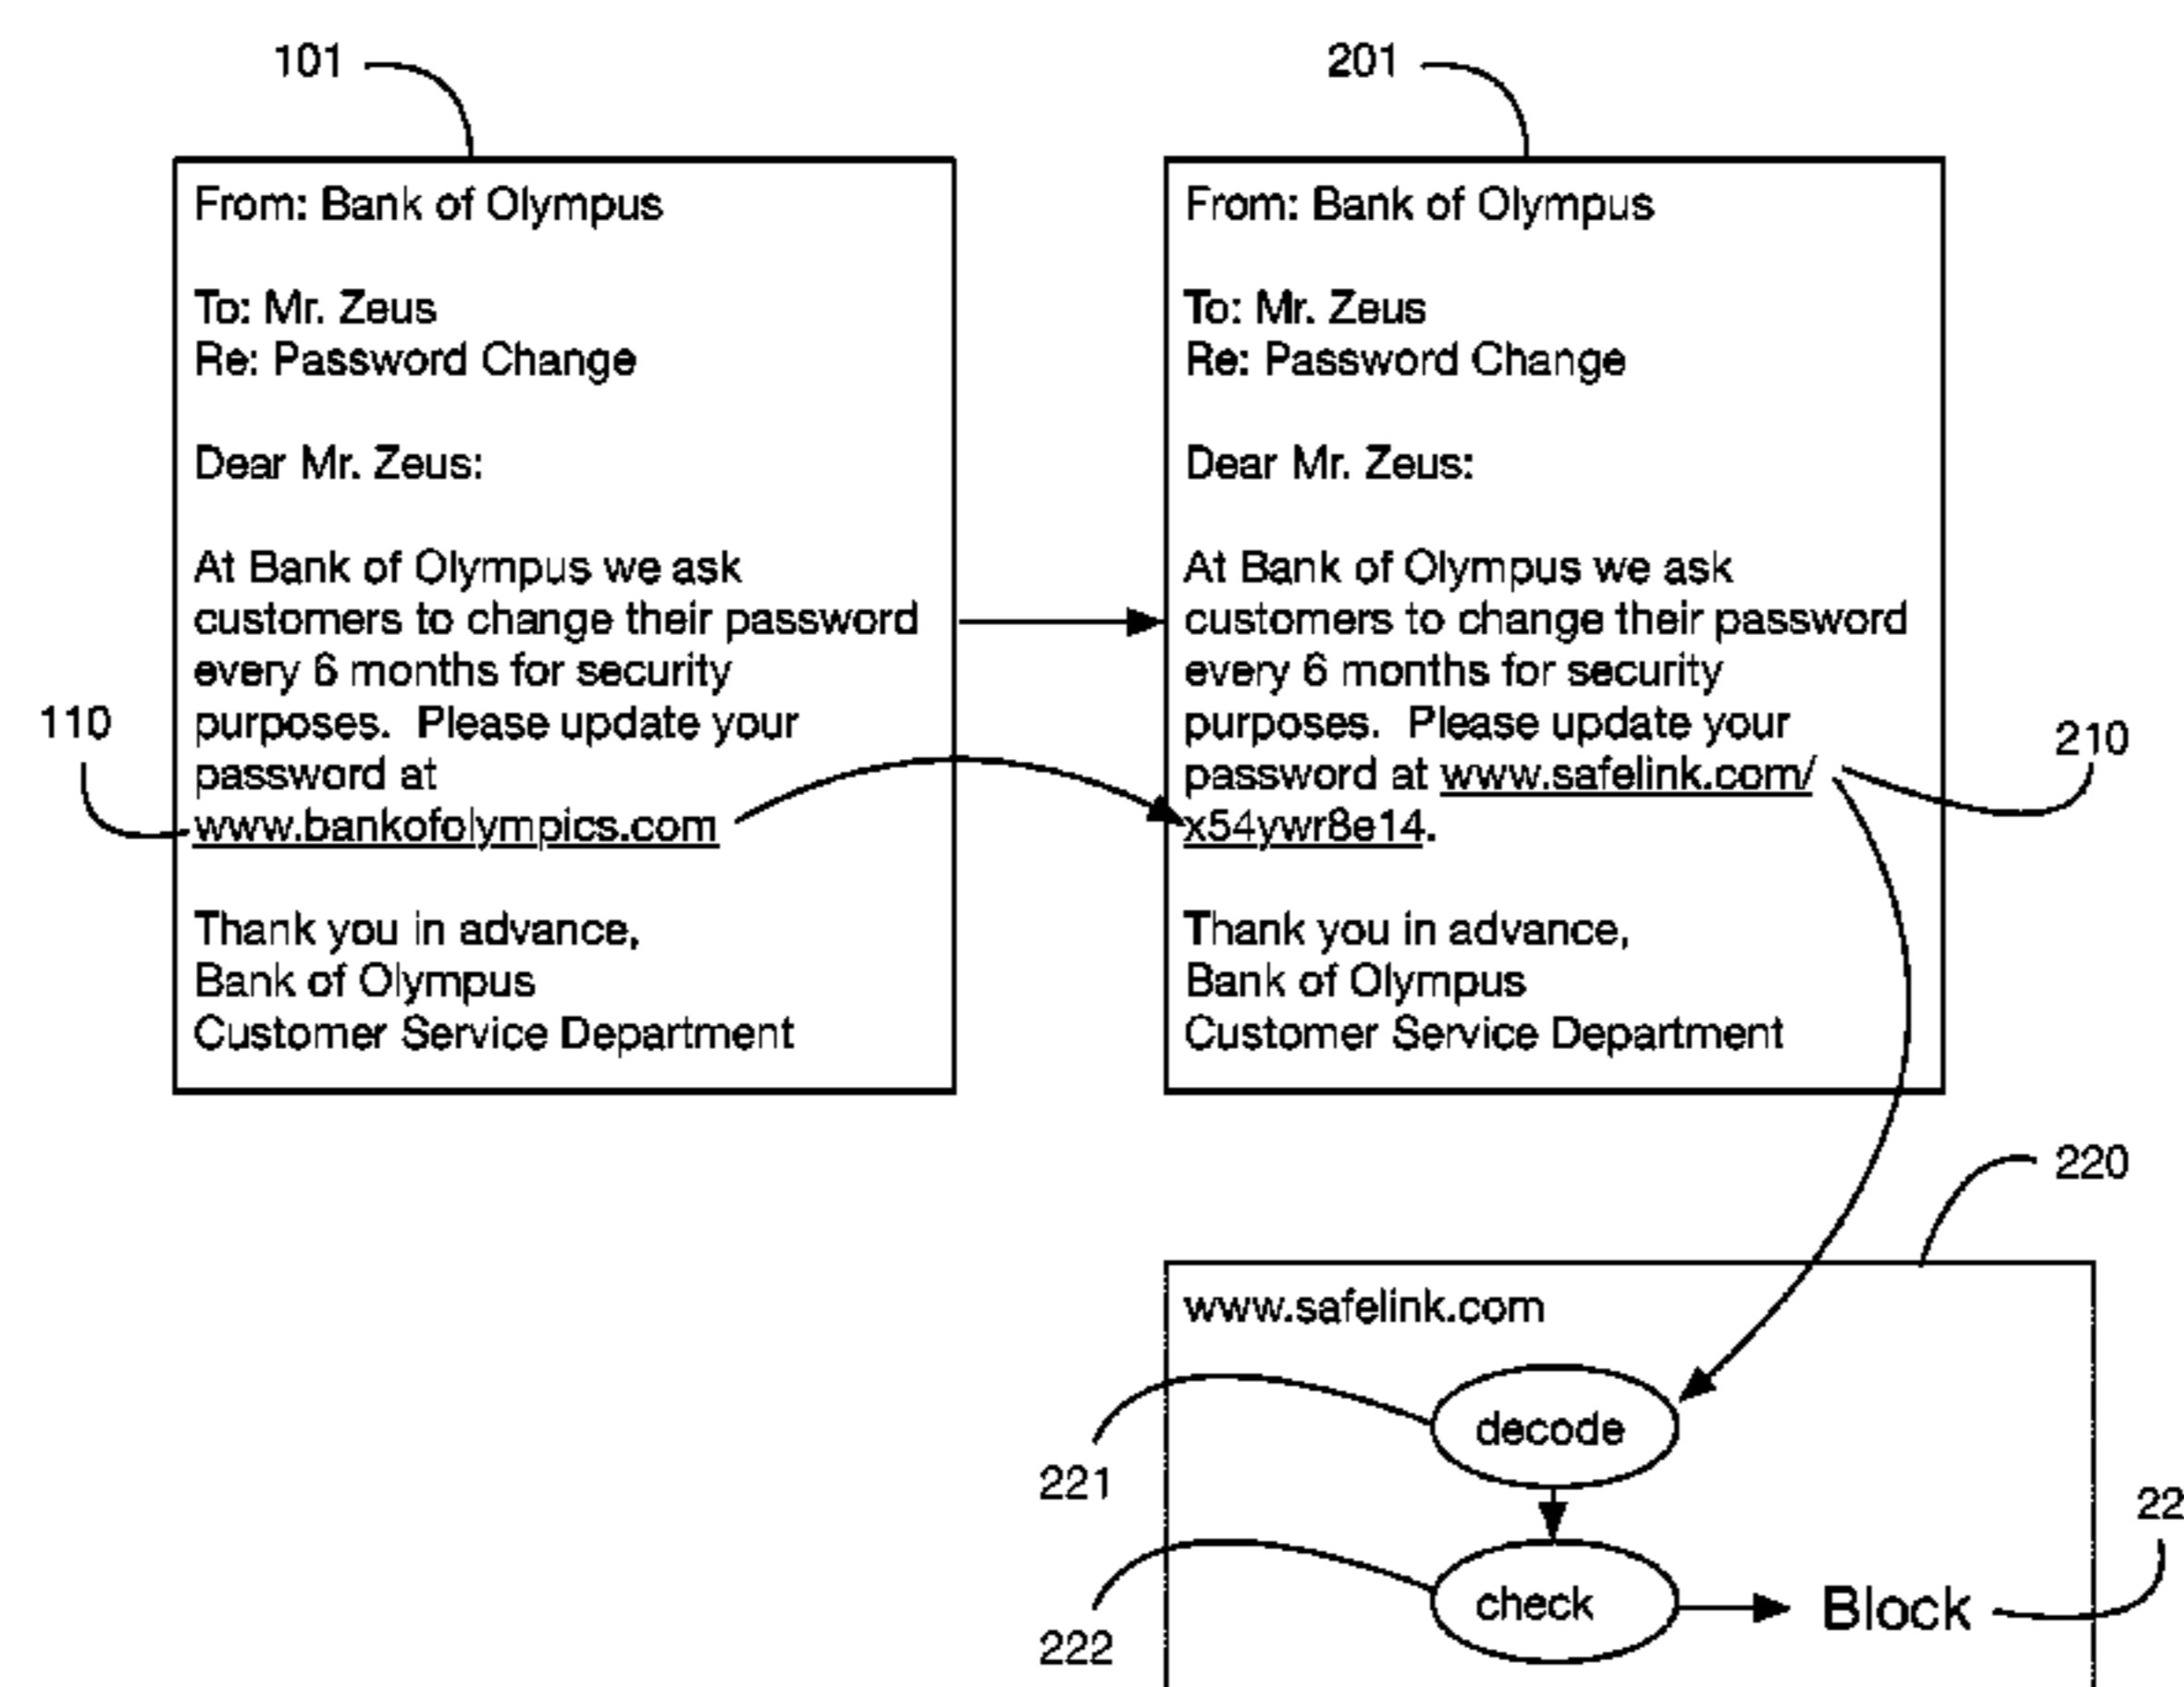 101
201
From: Bank of Olympus
To: Mr. Zeus
Re: Password Change
Dear Mr. Zeus:
At Bank of Olympus we ask
customers to change their password
every 6 months for security
purposes.  Please update your
password at
www.bankofolympics.com
Thank you in advance,
Bank of Olympus
Customer Service Department
110
From: Bank of Olympus
To: Mr. Zeus
Re: Password Change
Dear Mr. Zeus:
At Bank of Olympus we ask
customers to change their password
every 6 months for security
purposes.  Please update your
password at www.safelink.com/
x54ywr8e14.
Thank you in advance,
Bank of Olympus
Customer Service Department
210
220
www.safelink.com
decode
221
22
check
Block
222